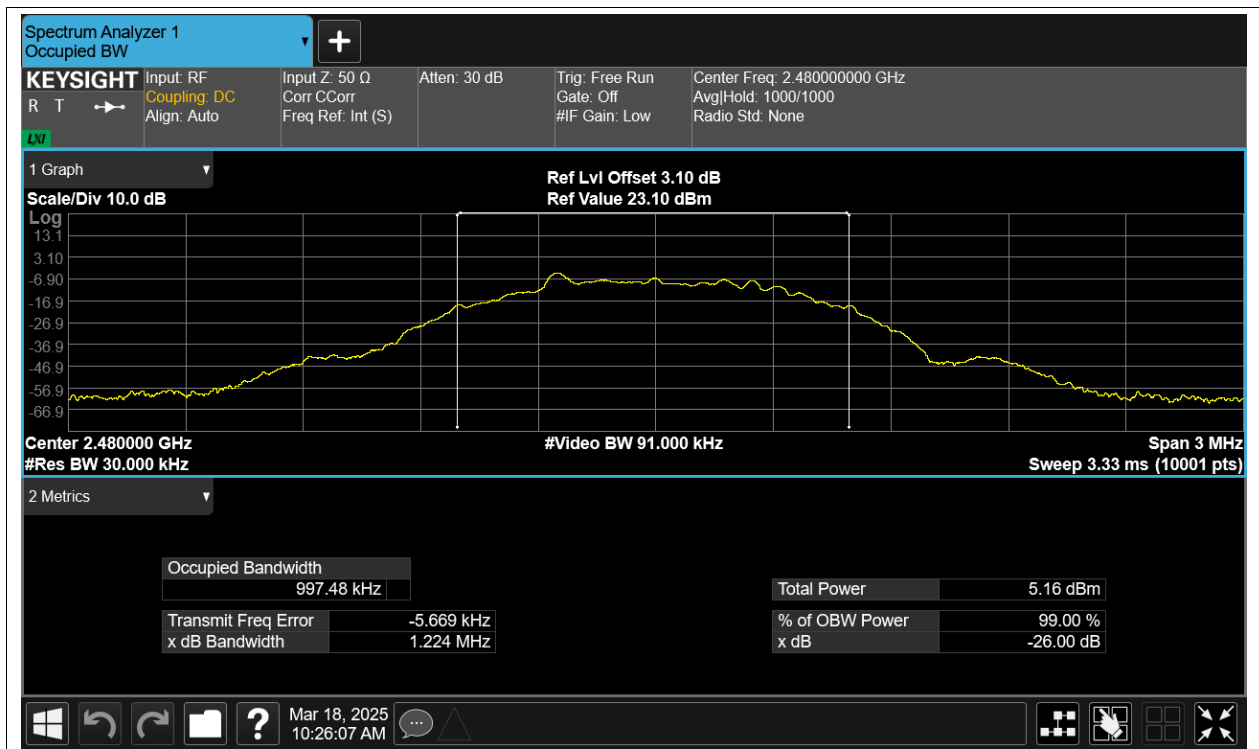 Spectrum Analyzer 1
Occupied BW
KEYSIGHT
R T
LXI
Input: RF
Coupling: DC
Align: Auto
Input Z: 50 Ω
Corr CCorr
Freq Ref: Int (S)
Atten: 30 dB
Trig: Free Run
Gate: Off
#IF Gain: Low
Center Freq: 2.480000000 GHz
Avg|Hold: 1000/1000
Radio Std: None
1 Graph
Scale/Div 10.0 dB
Ref Lvl Offset 3.10 dB
Ref Value 23.10 dBm
Log
13.1
3.10
-6.90
-16.9
-26.9
-36.9
-46.9
-56.9
-66.9
Center 2.480000 GHz
#Res BW 30.000 kHz
#Video BW 91.000 kHz
Span 3 MHz
Sweep 3.33 ms (10001 pts)
2 Metrics
Occupied Bandwidth
997.48 kHz
Transmit Freq Error -5.669 kHz
x dB Bandwidth 1.224 MHz
Total Power 5.16 dBm
% of OBW Power 99.00 %
x dB -26.00 dB
?
Mar 18, 2025
10:26:07 AM